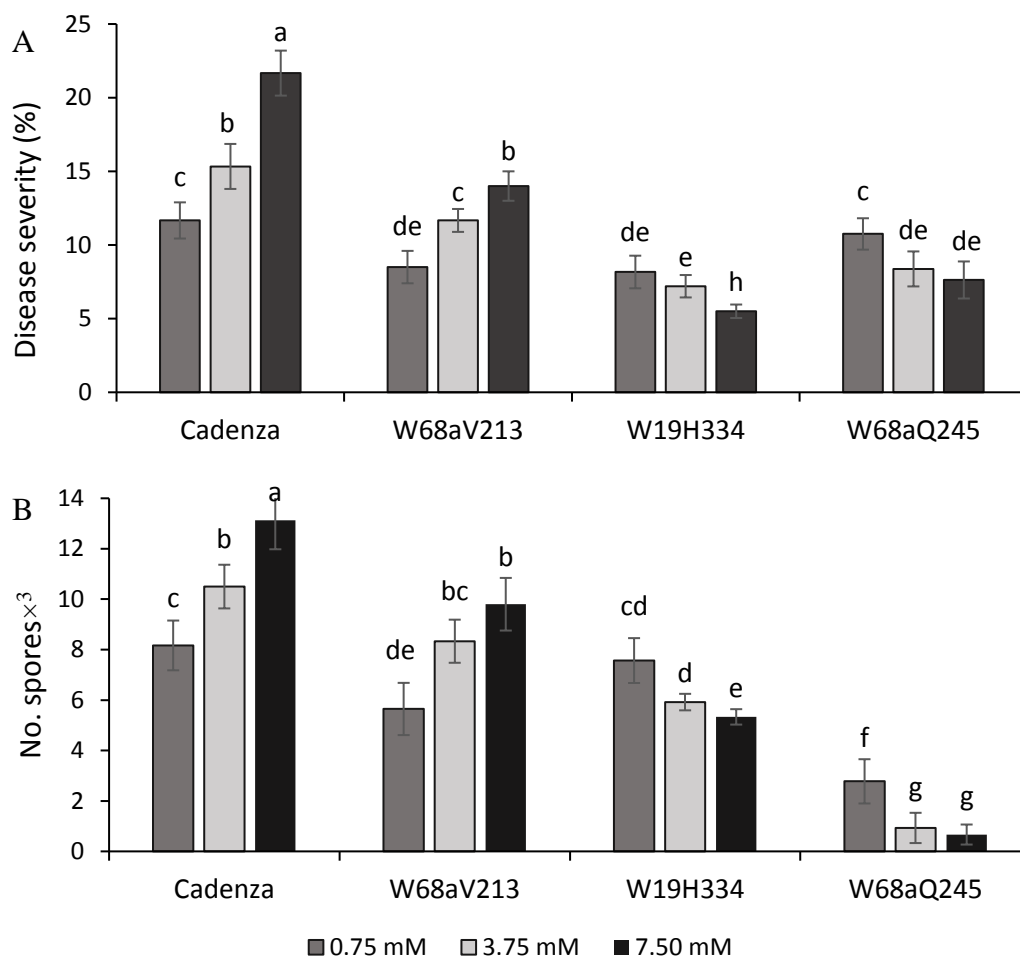 A
Disease severity (%)
25
20
15
10
5
0
c
b
a
de
c
b
de
e
h
c
de
de
Cadenza
W68aV213
W19H334
W68aQ245
B
No. spores×³
14
12
10
8
6
4
2
0
c
b
a
de
bc
b
cd
d
e
f
g
g
Cadenza
W68aV213
W19H334
W68aQ245
0.75 mM 3.75 mM 7.50 mM